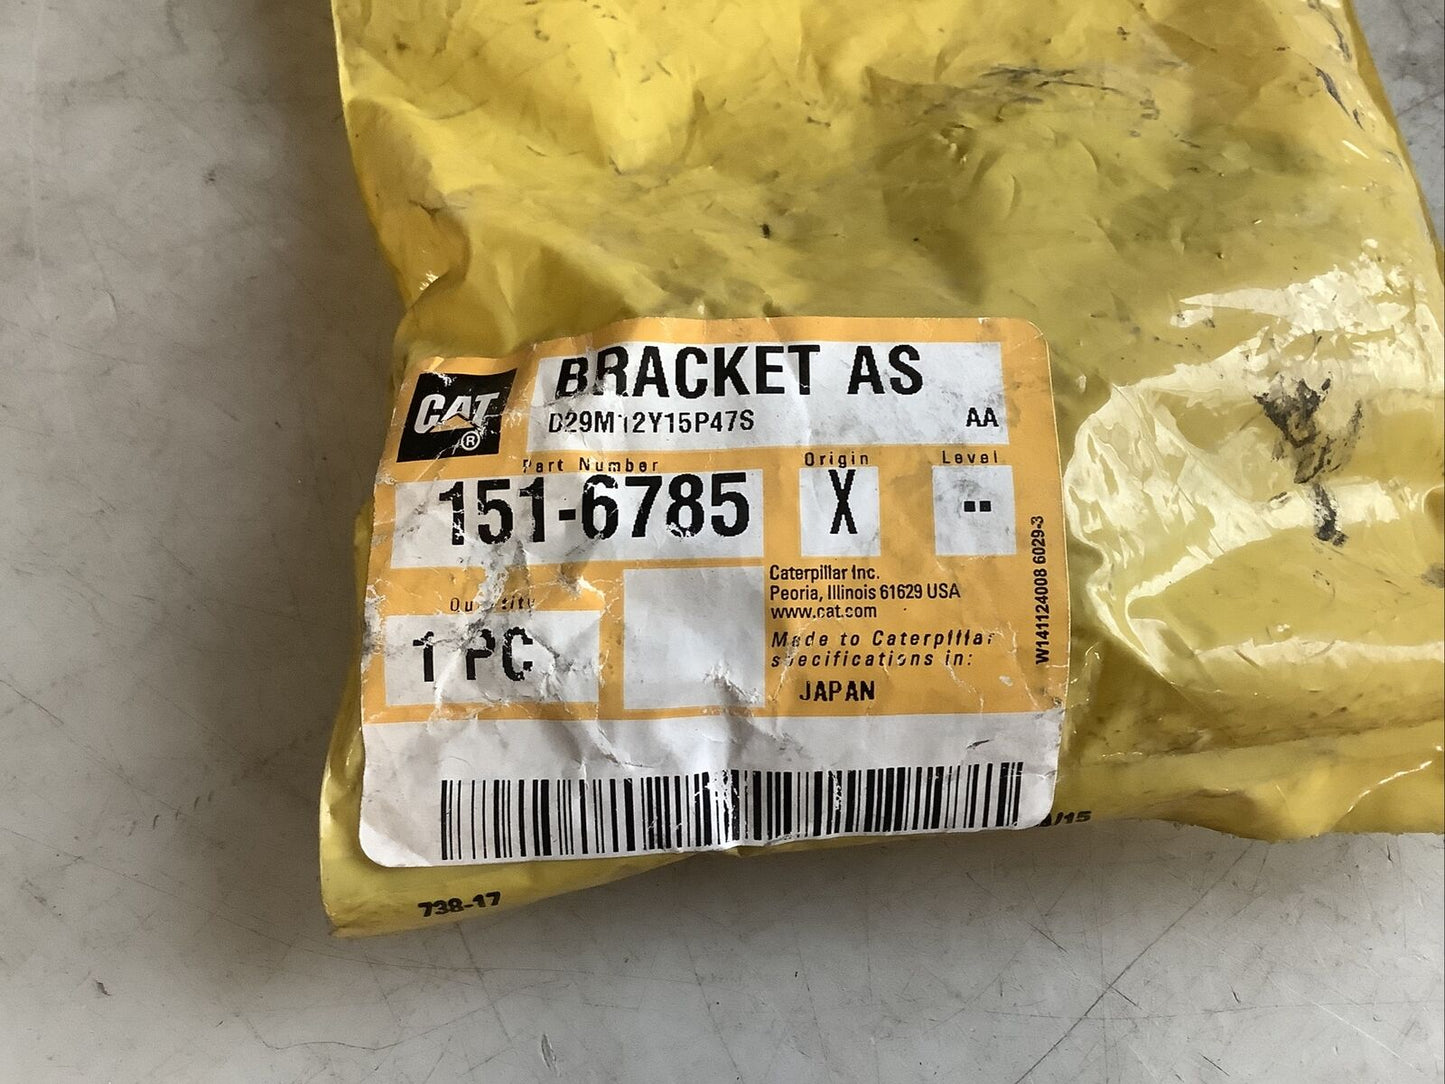 CAT
®
BRACKET AS
D29M12Y15P47S AA
Part Number Origin Level
151-6785 X --
Quantity
1 PC
Caterpillar Inc.
Peoria, Illinois 61629 USA
www.cat.com
Made to Caterpillar
specifications in:
JAPAN
W141124008 6029-3
/15
738-17